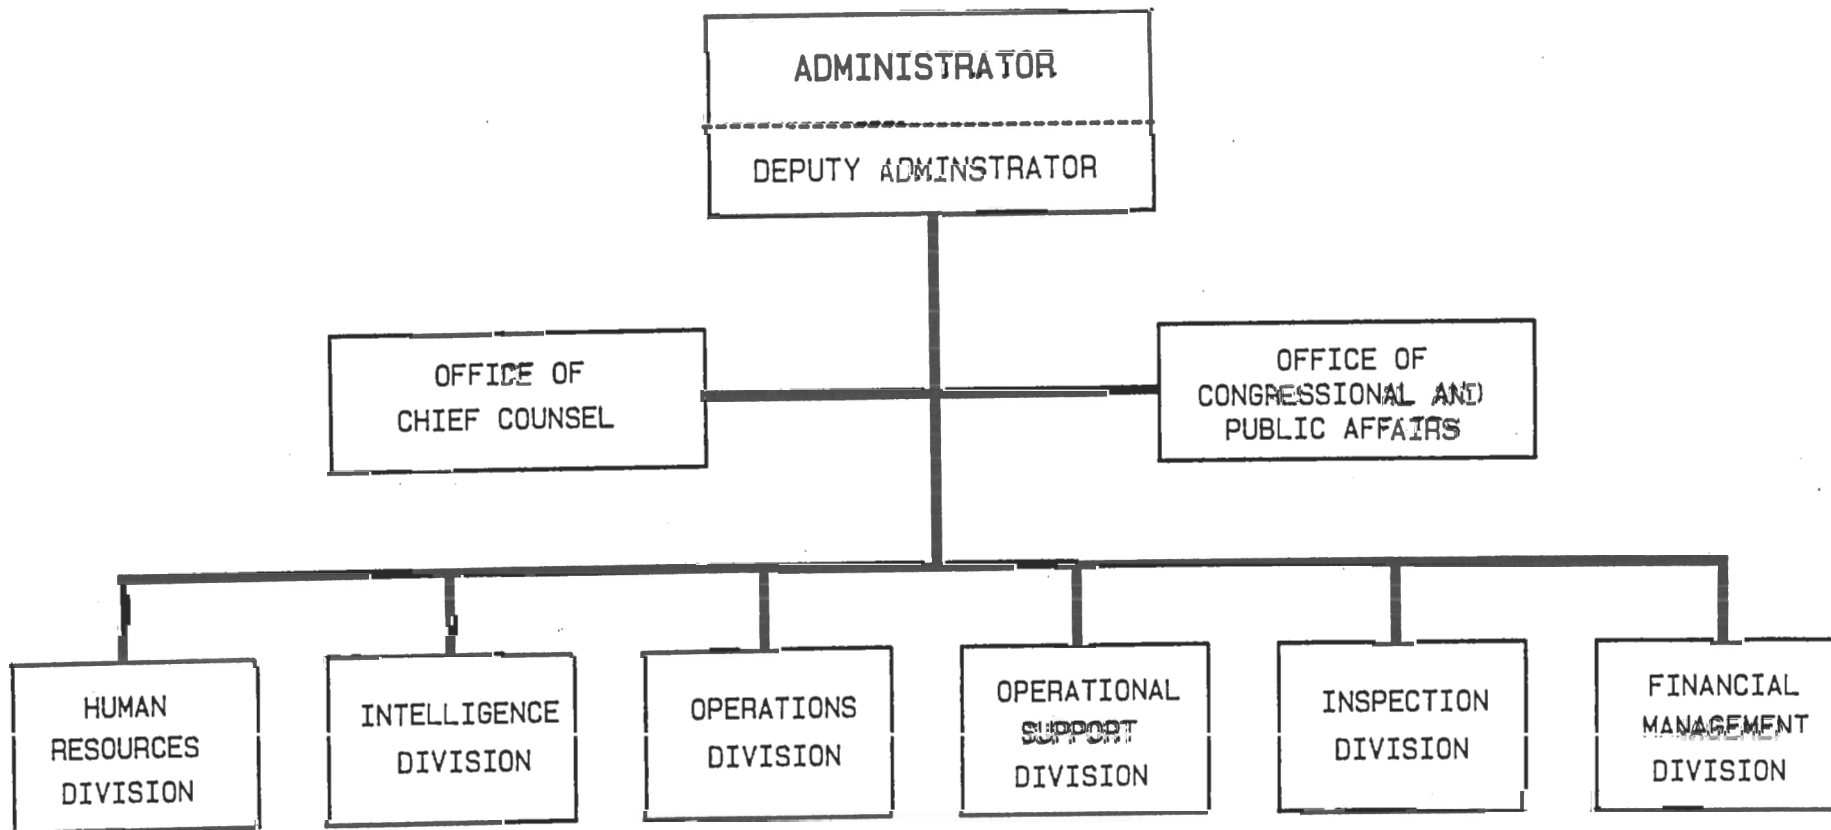 ADMINISTRATOR
DEPUTY ADMINSTRATOR
OFFICE OF
CHIEF COUNSEL
OFFICE OF
CONGRESSIONAL AND
PUBLIC AFFAIRS
HUMAN
RESOURCES
DIVISION
INTELLIGENCE
DIVISION
OPERATIONS
DIVISION
OPERATIONAL
SUPPORT
DIVISION
INSPECTION
DIVISION
FINANCIAL
MANAGEMENT
DIVISION